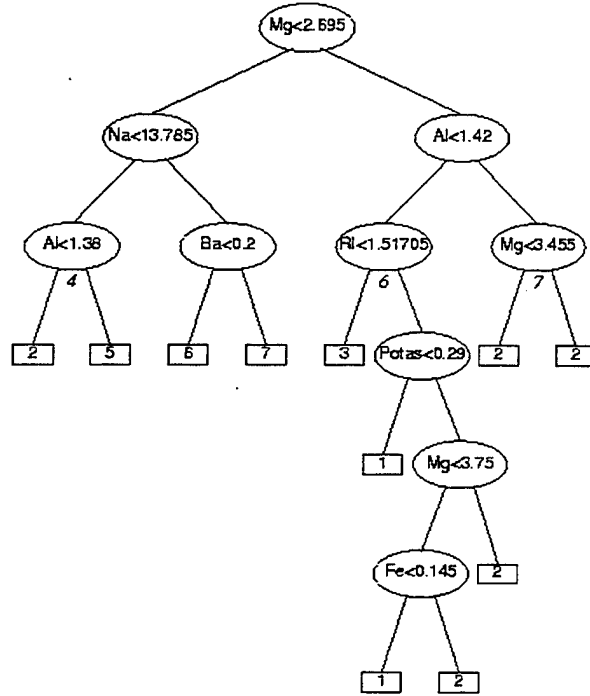 Mg<2.695
Na<13.785
Al<1.42
Al<1.38
Ba<0.2
RI<1.51705
Mg<3.455
4
6
7
2
5
6
7
3
Potas<0.29
2
2
1
Mg<3.75
Fe<0.145
2
1
2